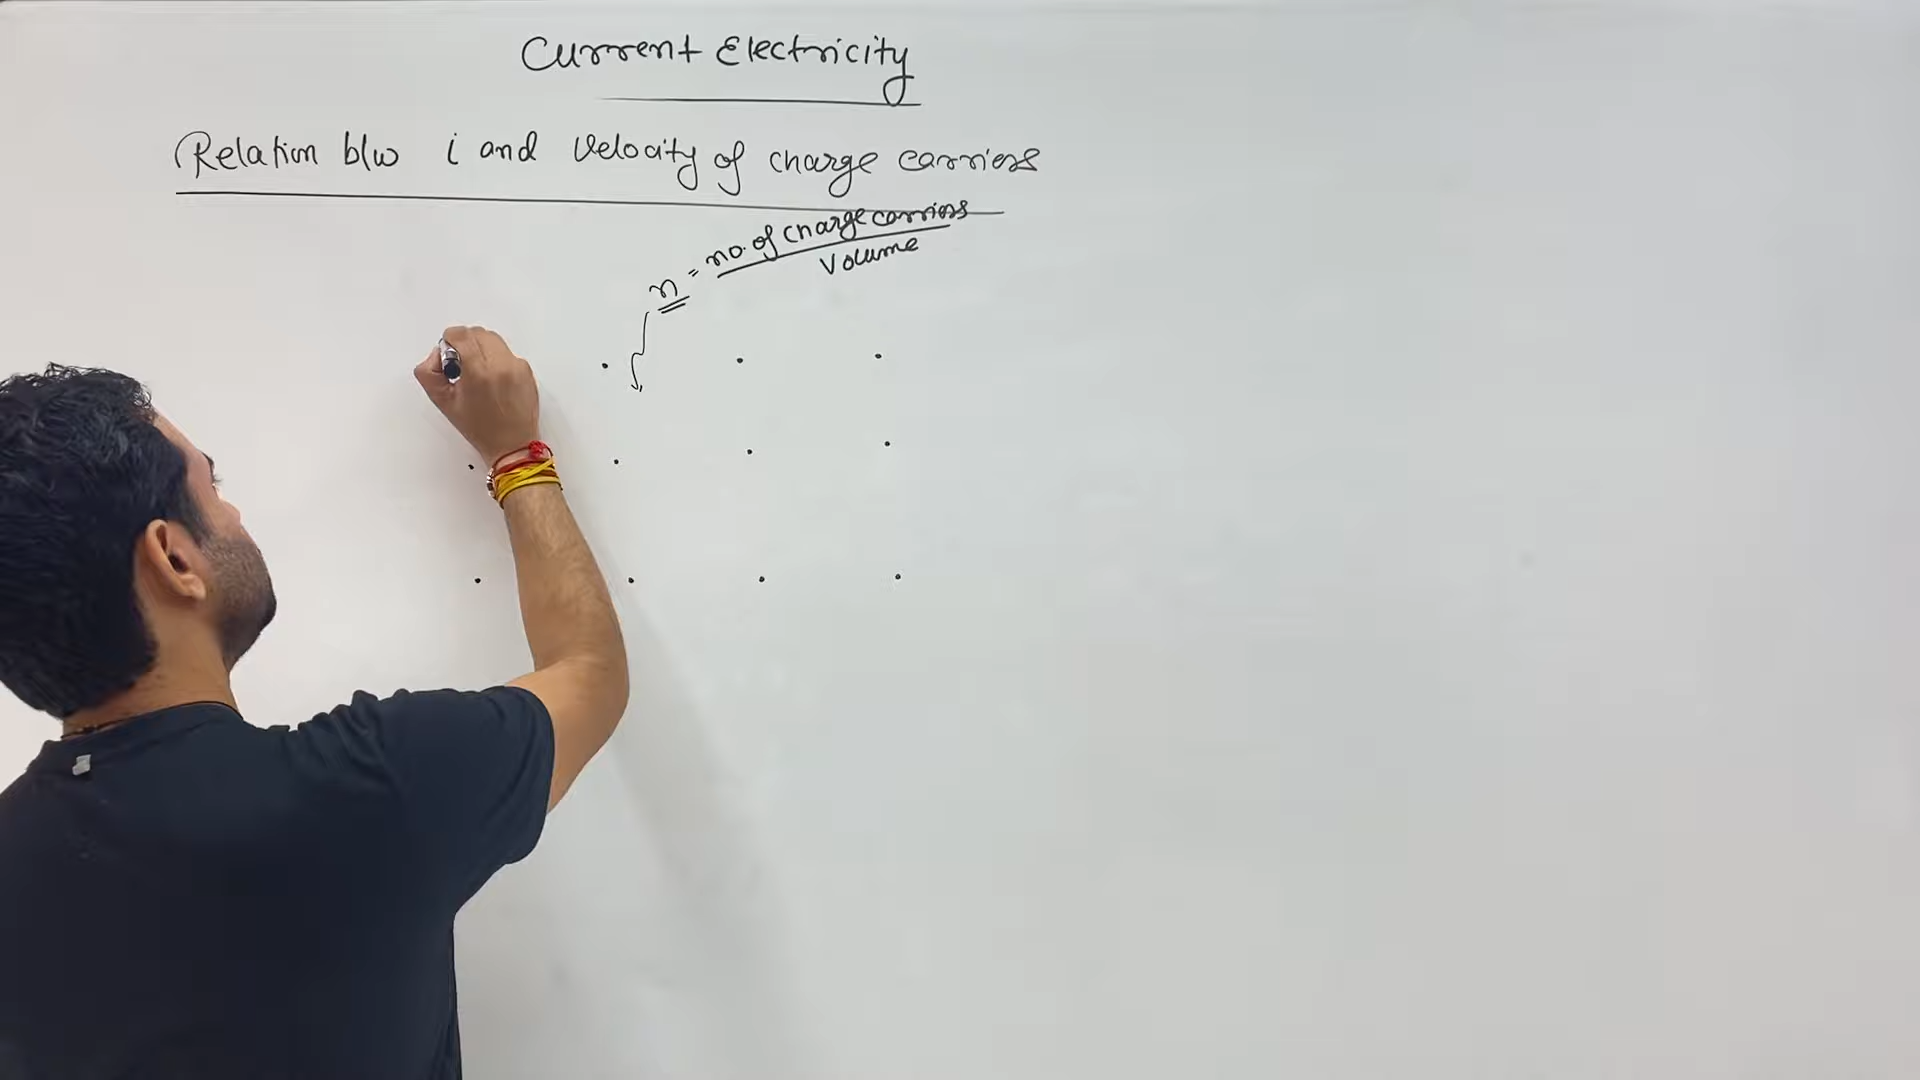 Current Electricity
Relation b/w i and velocity of charge carriers
n = no. of charge carriers
Volume